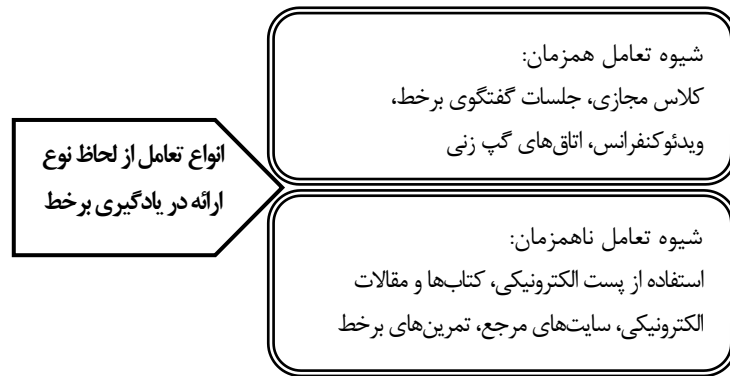 انواع تعامل از لحاظ نوع
ارائه در یادگیری برخط
شیوه تعامل همزمان:
کلاس مجازی، جلسات گفتگوی برخط،
ویدئوکنفرانس، اتاق‌های گپ زنی
شیوه تعامل ناهمزمان:
استفاده از پست الکترونیکی، کتاب‌ها و مقالات
الکترونیکی، سایت‌های مرجع، تمرین‌های برخط